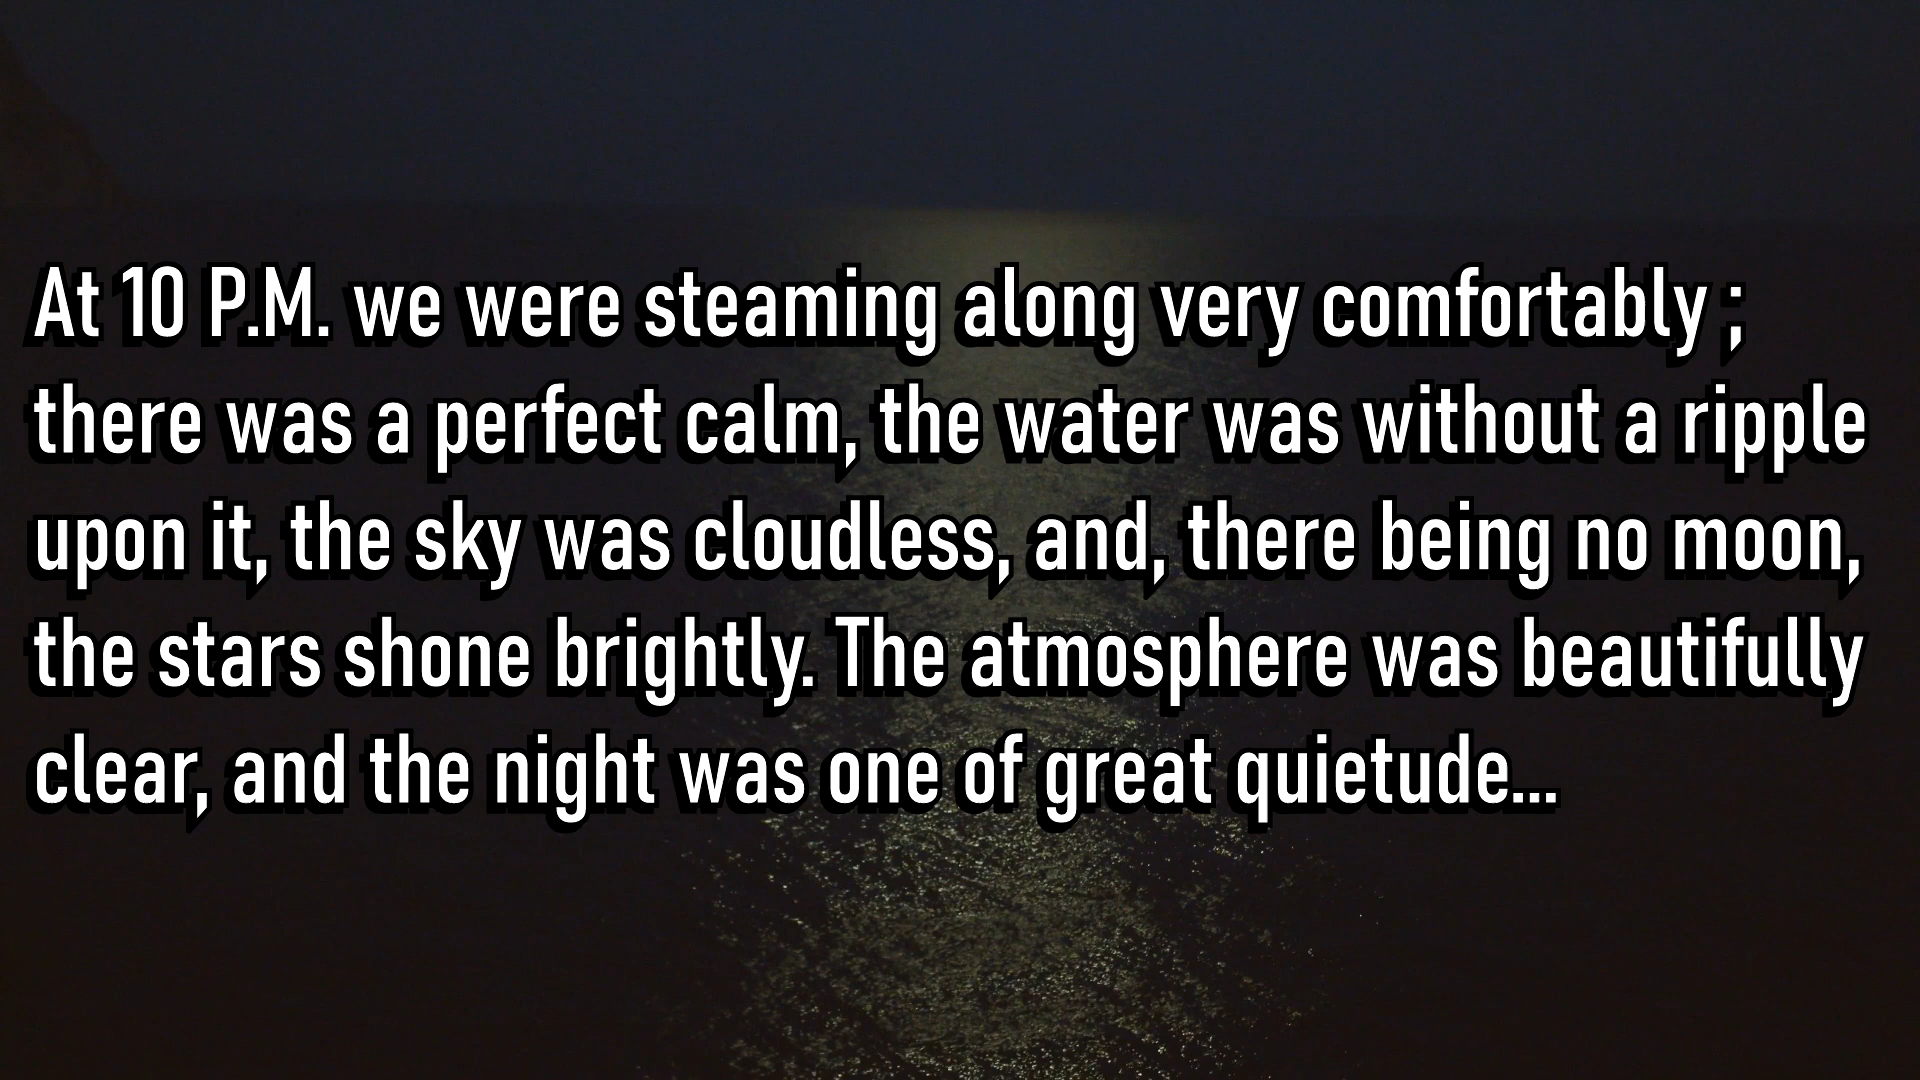 At 10 P.M. we were steaming along very comfortably ;
there was a perfect calm, the water was without a ripple
upon it, the sky was cloudless, and, there being no moon,
the stars shone brightly. The atmosphere was beautifully
clear, and the night was one of great quietude...